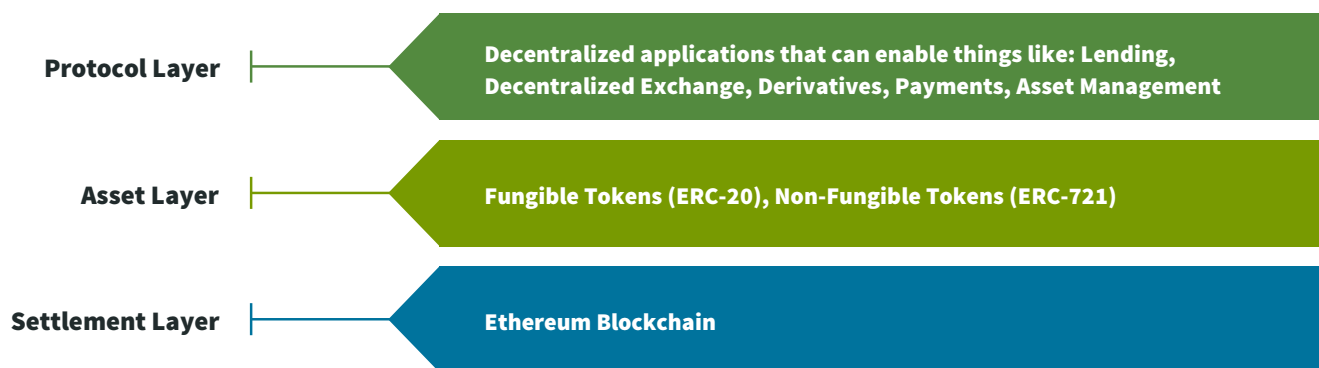 Protocol Layer
Decentralized applications that can enable things like: Lending,
Decentralized Exchange, Derivatives, Payments, Asset Management
Asset Layer
Fungible Tokens (ERC-20), Non-Fungible Tokens (ERC-721)
Settlement Layer
Ethereum Blockchain